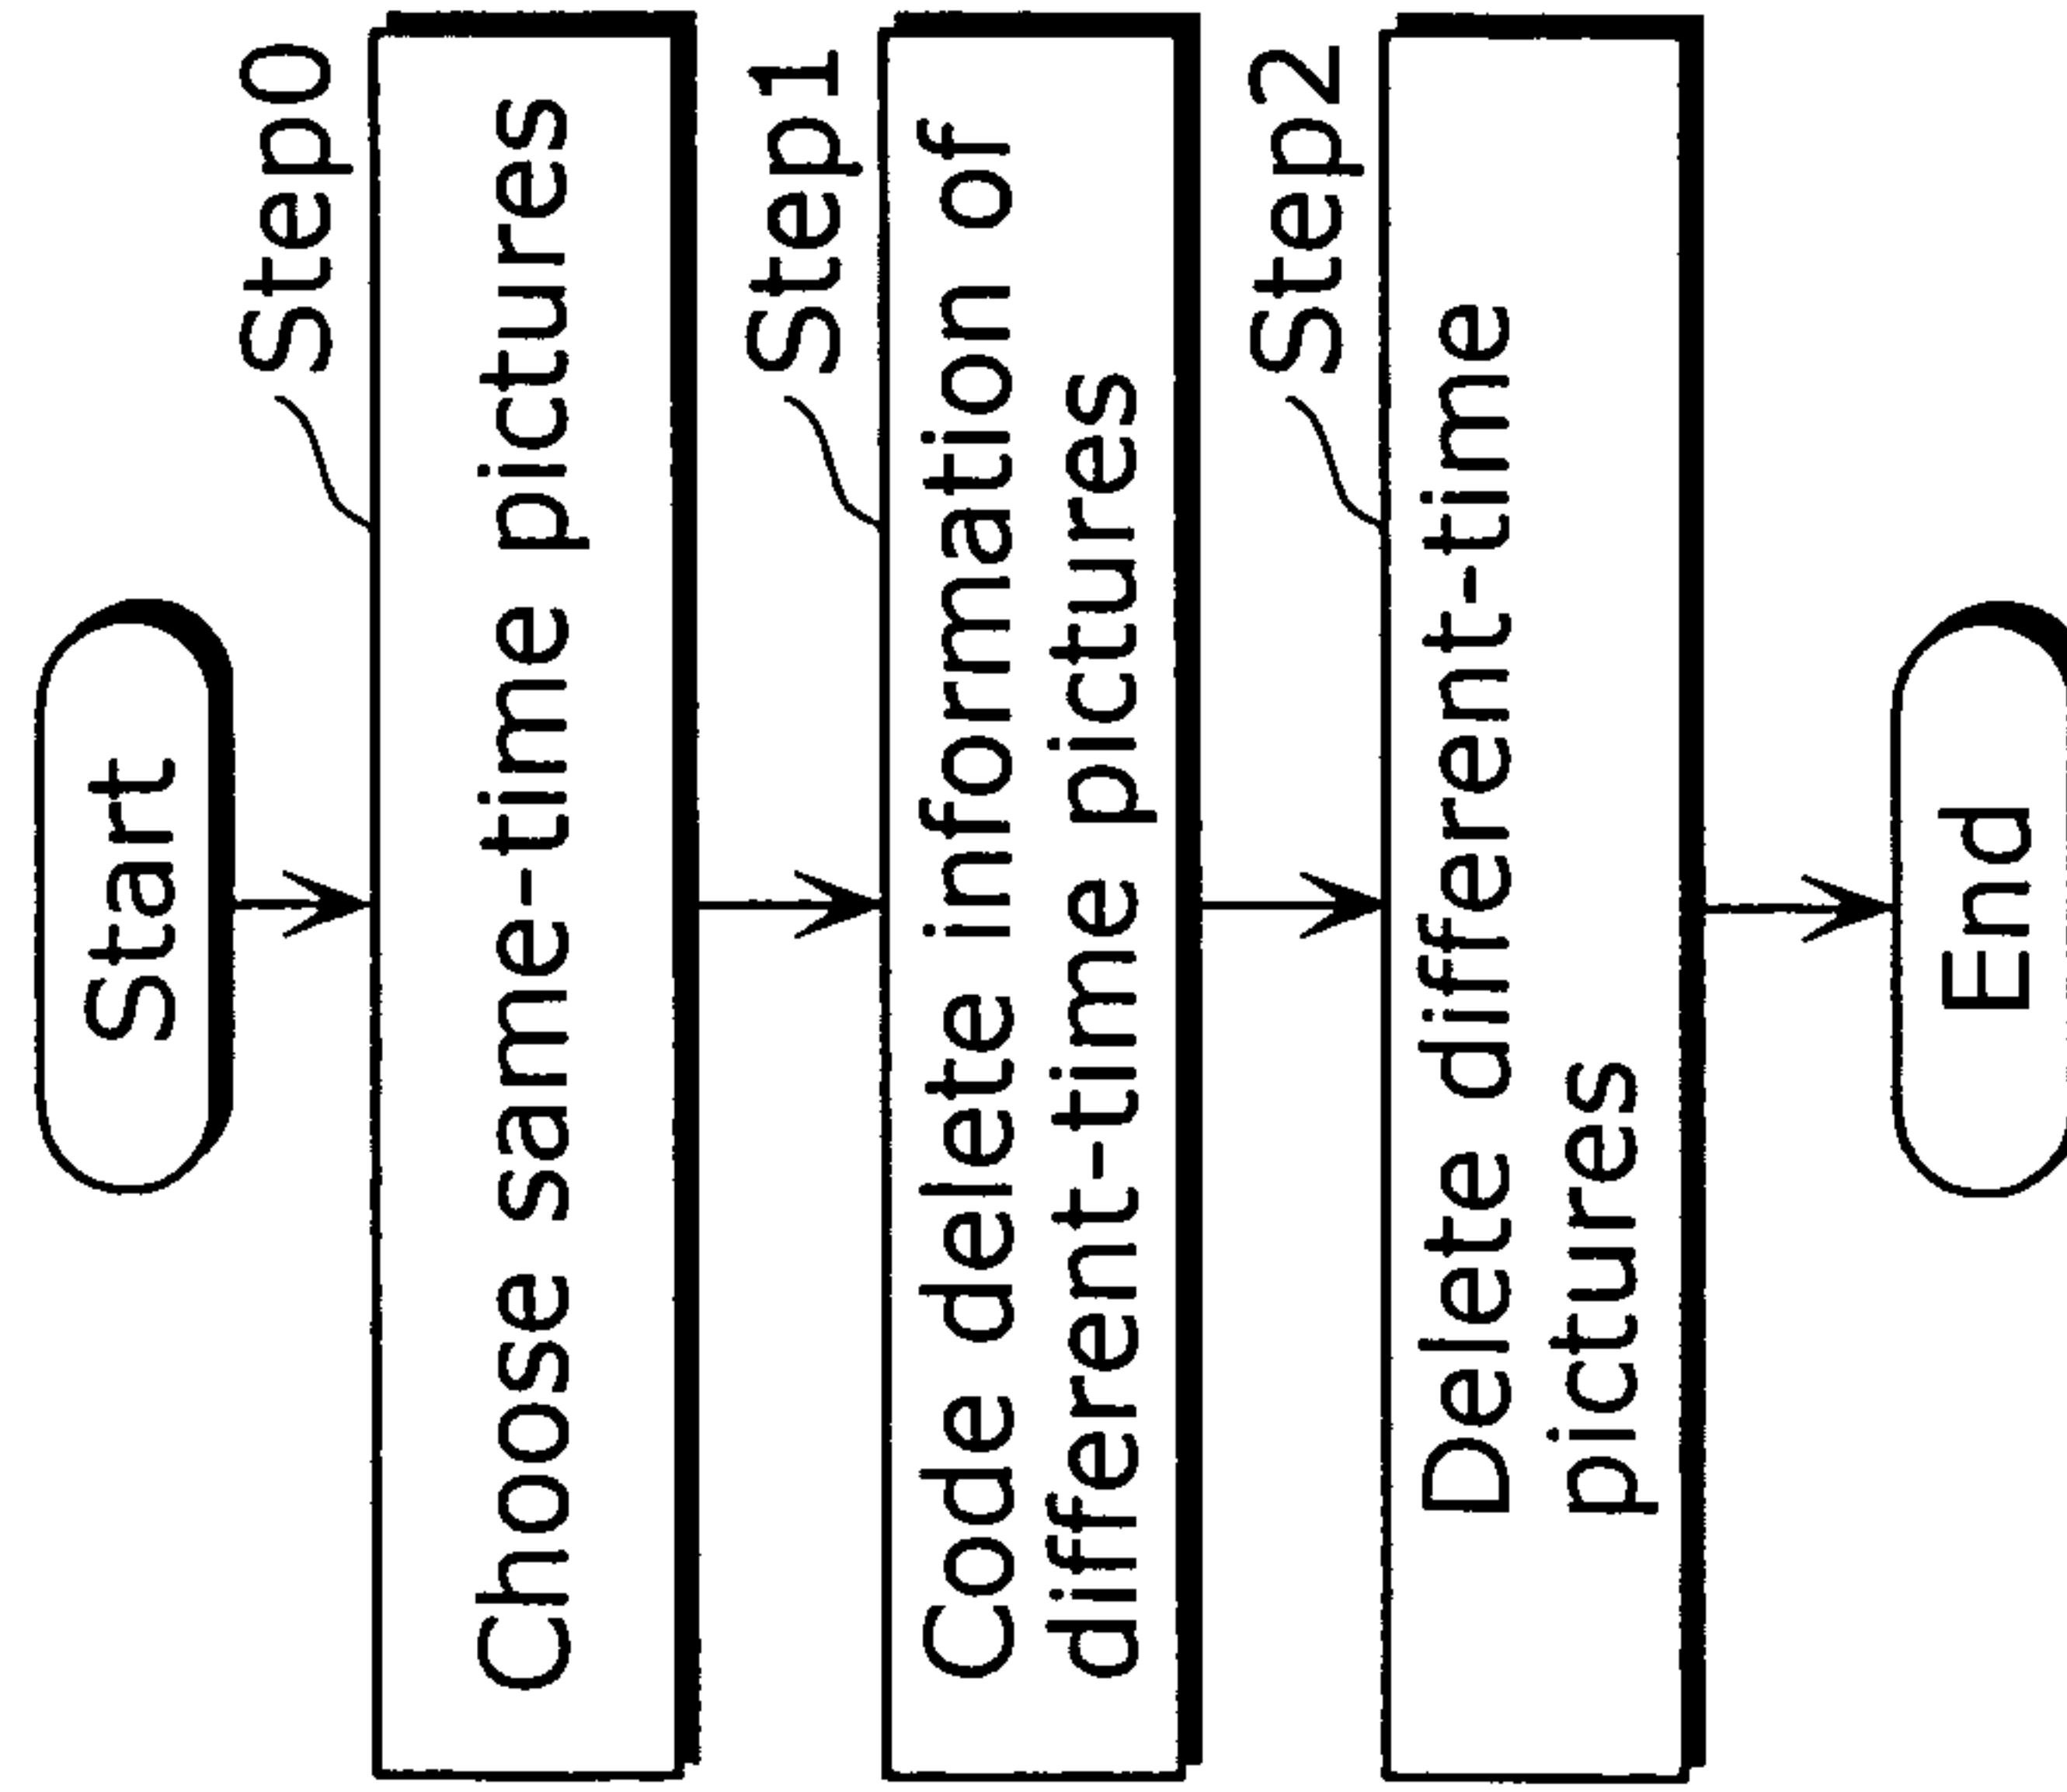 Start
Step0
Choose same-time pictures
Step1
Code delete information of
different-time pictures
Step2
Delete different-time
pictures
End